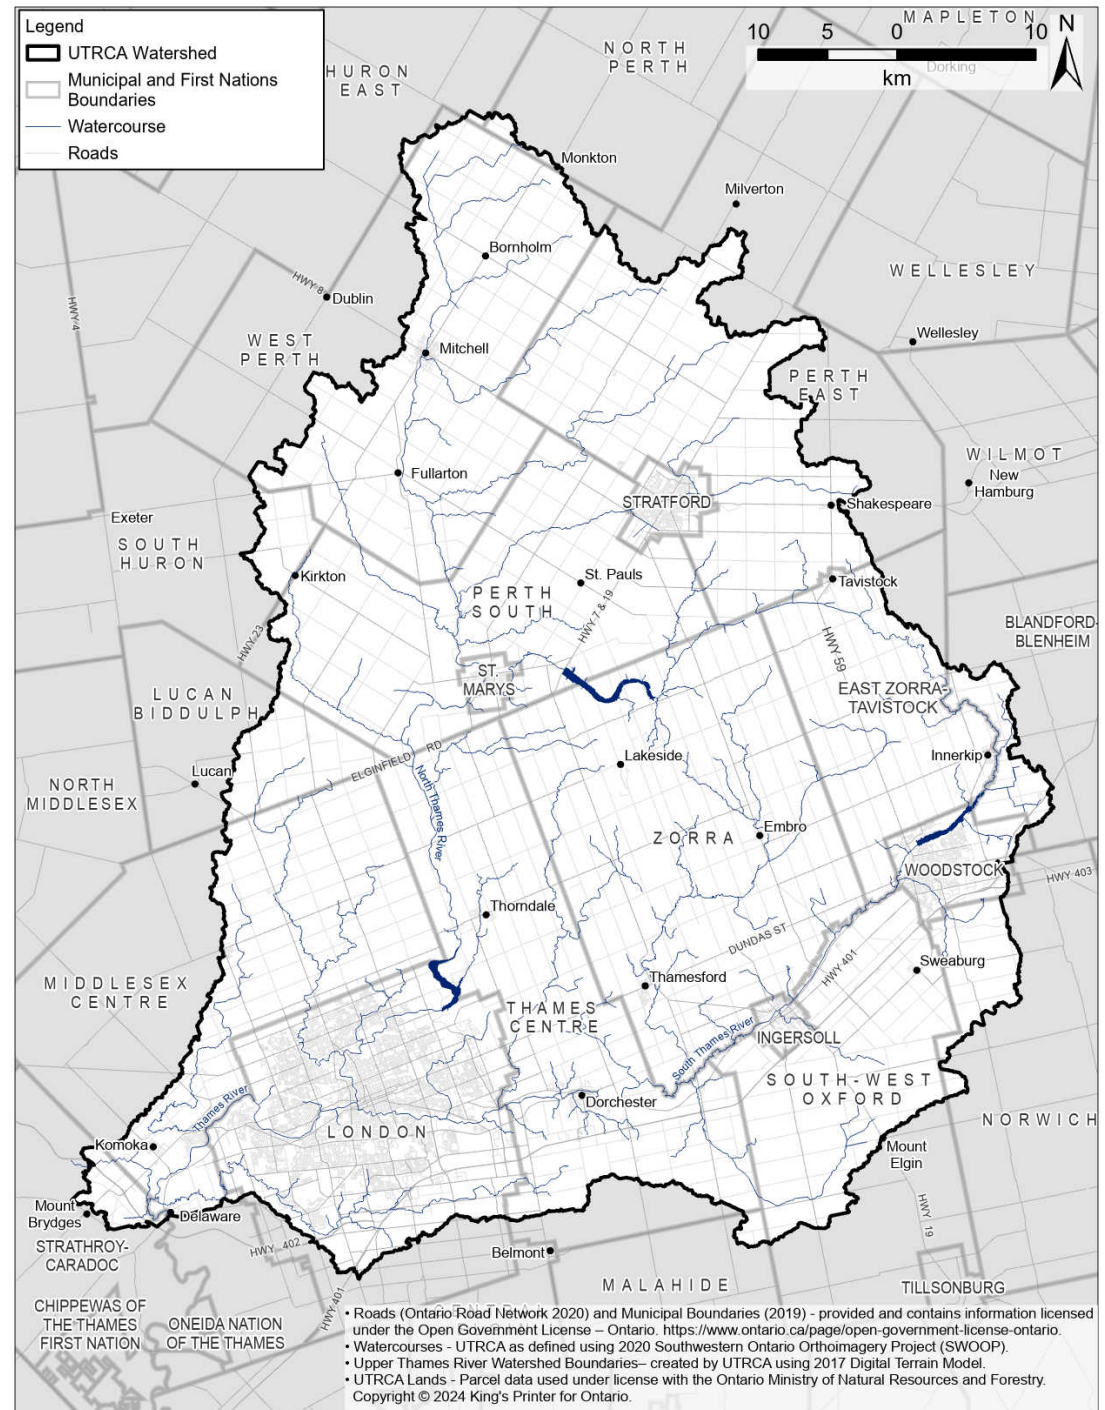 Legend
UTRCA Watershed
Municipal and First Nations
Boundaries
Watercourse
Roads
10 5 0 10
km
N
MAPLETON
Dorking
NORTH
PERTH
HURON
EAST
Monkton
Milverton
Bornholm
WELLESLEY
HWY 8
Dublin
HWY 4
WEST
PERTH
Mitchell
Wellesley
PERTH
EAST
WILMOT
New
Hamburg
Fullarton
STRATFORD
Shakespeare
Exeter
SOUTH
HURON
Kirkton
St. Pauls
Tavistock
PERTH
SOUTH
HWY 7 & 19
HWY 23
HWY 59
BLANDFORD-
BLENHEIM
ST.
MARYS
LUCAN
BIDDULPH
EAST ZORRA-
TAVISTOCK
ELGINFIELD RD
Lakeside
Innerkip
Lucan
NORTH
MIDDLESEX
North Thames River
ZORRA
Embro
WOODSTOCK
HWY 403
Thorndale
DUNDAS ST
HWY 401
Sweaburg
MIDDLESEX
CENTRE
Thamesford
THAMES
CENTRE
INGERSOLL
South Thames River
SOUTH-WEST
OXFORD
Thames River
Dorchester
NORWICH
LONDON
Komoka
Mount
Elgin
Mount
Brydges
Delaware
HWY 19
STRATHROY-
CARADOC
HWY 402
Belmont
MALAHIDE
TILLSONBURG
HWY 401
CHIPPEWAS OF
THE THAMES
FIRST NATION
ONEIDA NATION
OF THE THAMES
• Roads (Ontario Road Network 2020) and Municipal Boundaries (2019) - provided and contains information licensed
under the Open Government License – Ontario. https://www.ontario.ca/page/open-government-license-ontario.
• Watercourses - UTRCA as defined using 2020 Southwestern Ontario Orthoimagery Project (SWOOP).
• Upper Thames River Watershed Boundaries– created by UTRCA using 2017 Digital Terrain Model.
• UTRCA Lands - Parcel data used under license with the Ontario Ministry of Natural Resources and Forestry.
Copyright © 2024 King's Printer for Ontario.